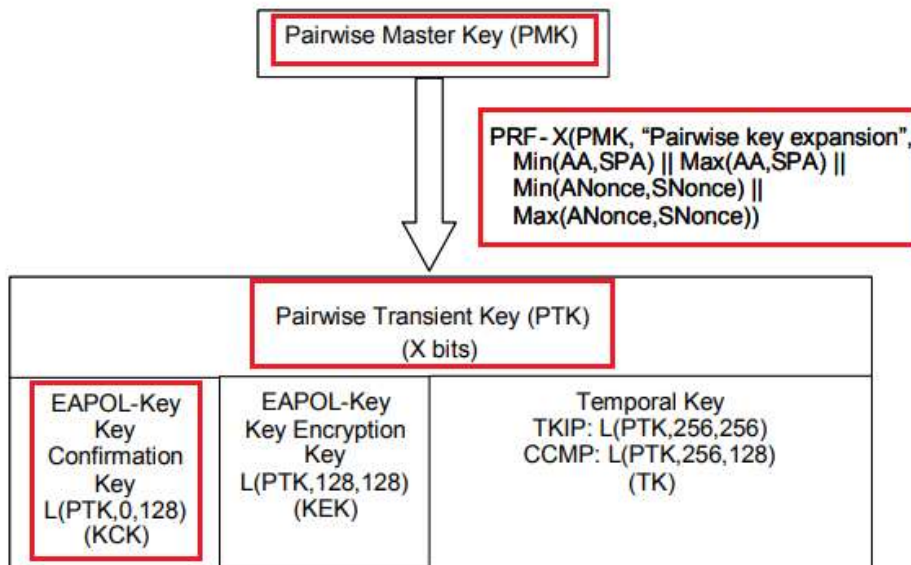 Pairwise Master Key (PMK)
PRF - X(PMK, “Pairwise key expansion”,
Min(AA,SPA) || Max(AA,SPA) ||
Min(ANonce,SNonce) ||
Max(ANonce,SNonce))
Pairwise Transient Key (PTK)
(X bits)
EAPOL-Key
Key
Confirmation
Key
L(PTK,0,128)
(KCK)
EAPOL-Key
Key Encryption
Key
L(PTK,128,128)
(KEK)
Temporal Key
TKIP: L(PTK,256,256)
CCMP: L(PTK,256,128)
(TK)